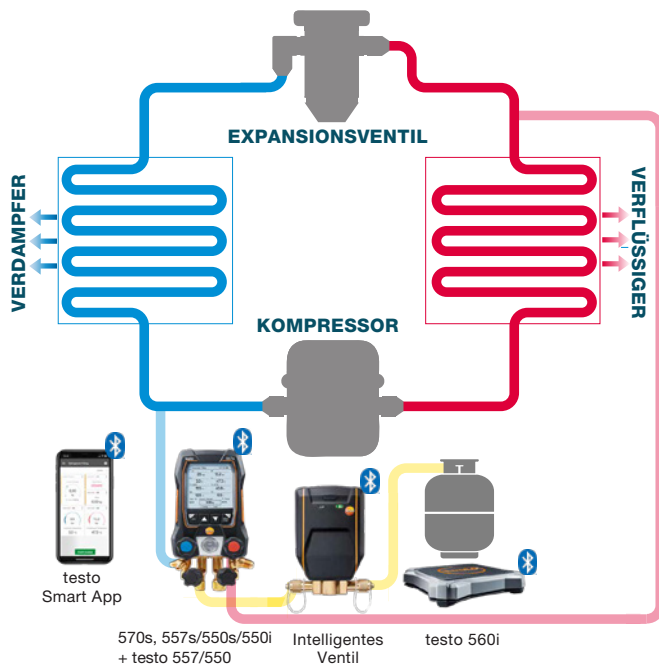 EXPANSIONSVENTIL
VERDAMPFER
VERFLÜSSIGER
KOMPRESSOR
T
testo
Smart App
570s, 557s/550s/550i
+ testo 557/550
Intelligentes
Ventil
testo 560i